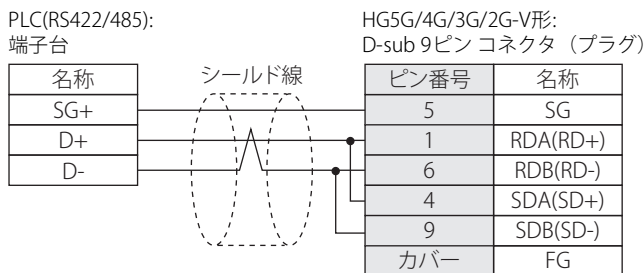 PLC(RS422/485):
端子台
HG5G/4G/3G/2G-V形:
D-sub 9ピン コネクタ（プラグ）
名称
シールド線
ピン番号
名称
SG+
5
SG
D+
1
RDA(RD+)
D-
6
RDB(RD-)
4
SDA(SD+)
9
SDB(SD-)
カバー
FG